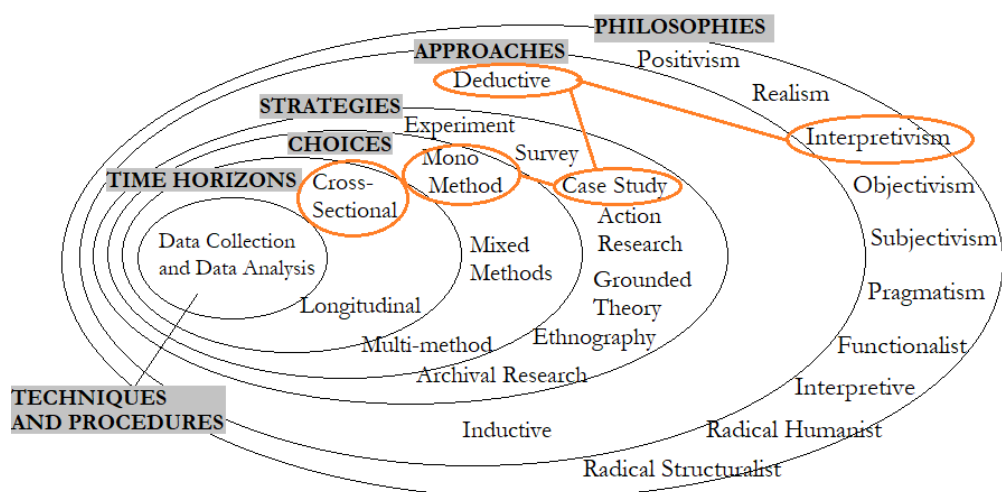 PHILOSOPHIES
Positivism
APPROACHES
Deductive
Realism
STRATEGIES
Experiment
Interpretivism
CHOICES
Mono
Method
Survey
TIME HORIZONS
Cross-
Sectional
Case Study
Objectivism
Action
Research
Data Collection
and Data Analysis
Mixed
Methods
Subjectivism
Grounded
Theory
Pragmatism
Longitudinal
Ethnography
Multi-method
Functionalist
Archival Research
Interpretive
TECHNIQUES
AND PROCEDURES
Inductive
Radical Humanist
Radical Structuralist